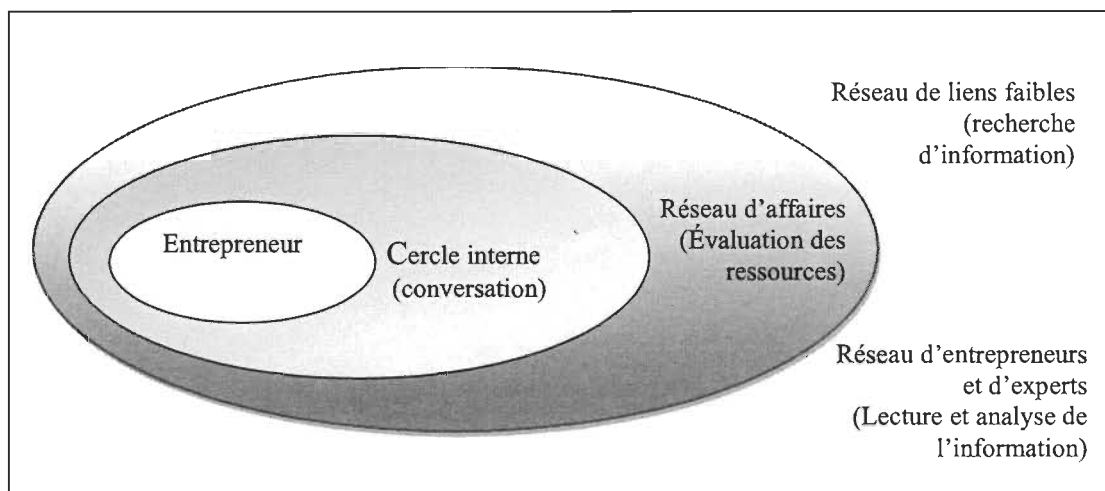 Réseau de liens faibles
(recherche
d'information)
Réseau d'affaires
(Évaluation des
ressources)
Entrepreneur
Cercle interne
(conversation)
Réseau d'entrepreneurs
et d'experts
(Lecture et analyse de
l'information)